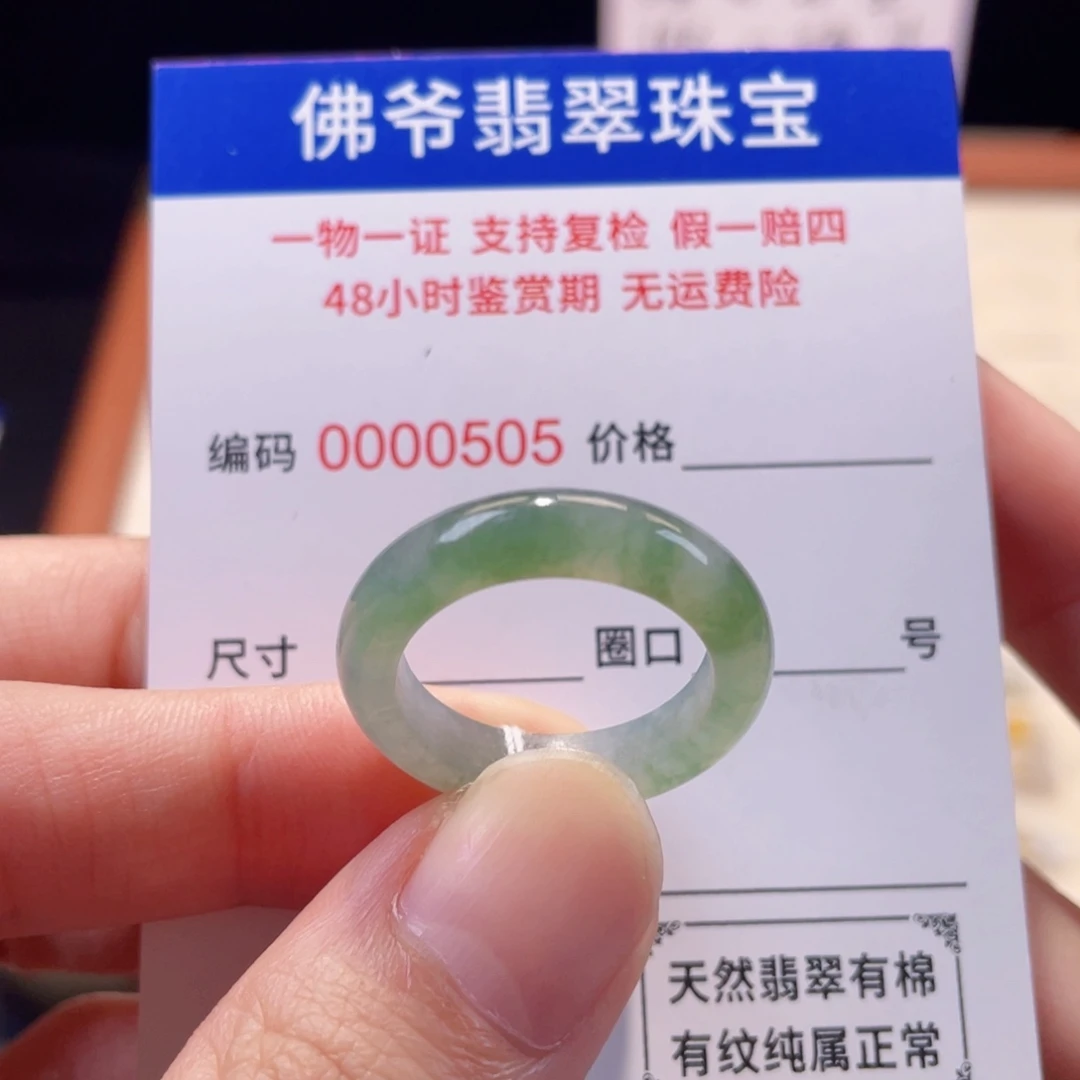 佛爷翡翠珠宝
一物一证 支持复检 假一赔四
48小时鉴赏期 无运费险
编码 0000505 价格
尺寸 圈口 号
天然翡翠有棉
有纹纯属正常